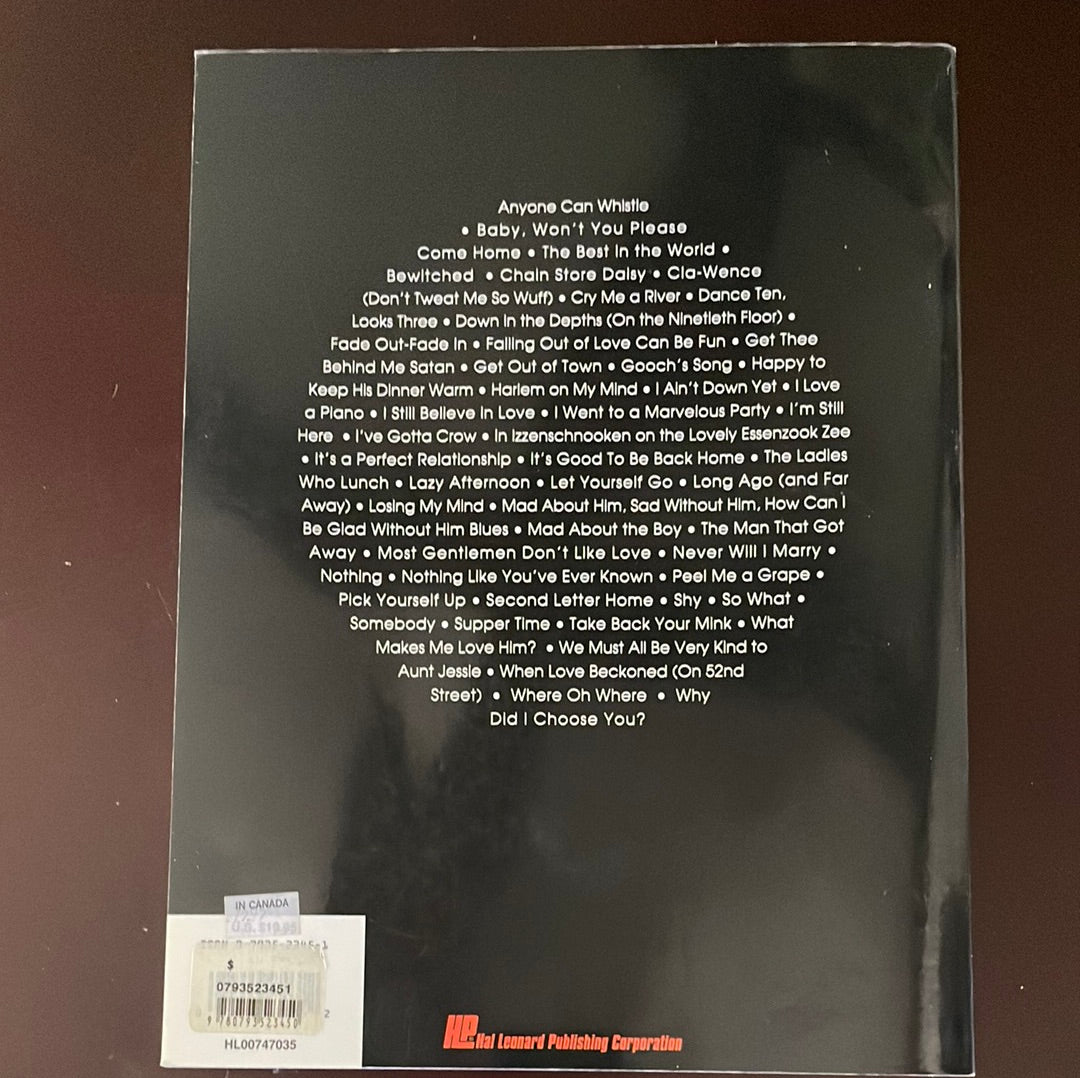 Anyone Can Whistle
• Baby, Won't You Please
Come Home • The Best in the World •
Bewitched • Chain Store Daisy • Cla-Wence
(Don't Tweat Me So Wuff) • Cry Me a River • Dance Ten,
Looks Three • Down in the Depths (On the Ninetieth Floor) •
Fade Out-Fade In • Falling Out of Love Can Be Fun • Get Thee
Behind Me Satan • Get Out of Town • Gooch's Song • Happy to
Keep His Dinner Warm • Harlem on My Mind • I Ain't Down Yet • I Love
a Piano • I Still Believe in Love • I Went to a Marvelous Party • I'm Still
Here • I've Gotta Crow • In Izzenschnooken on the Lovely Essenzook Zee
• It's a Perfect Relationship • It's Good To Be Back Home • The Ladies
Who Lunch • Lazy Afternoon • Let Yourself Go • Long Ago (and Far
Away) • Losing My Mind • Mad About Him, Sad Without Him, How Can I
Be Glad Without Him Blues • Mad About the Boy • The Man That Got
Away • Most Gentlemen Don't Like Love • Never Will I Marry •
Nothing • Nothing Like You've Ever Known • Peel Me a Grape •
Pick Yourself Up • Second Letter Home • Shy • So What •
Somebody • Supper Time • Take Back Your Mink • What
Makes Me Love Him? • We Must All Be Very Kind to
Aunt Jessie • When Love Beckoned (On 52nd
Street) • Where Oh Where • Why
Did I Choose You?
IN CANADA
U.S. $19.95
$
0793523451
9 780793 523450
HL00747035
HP Hal Leonard Publishing Corporation